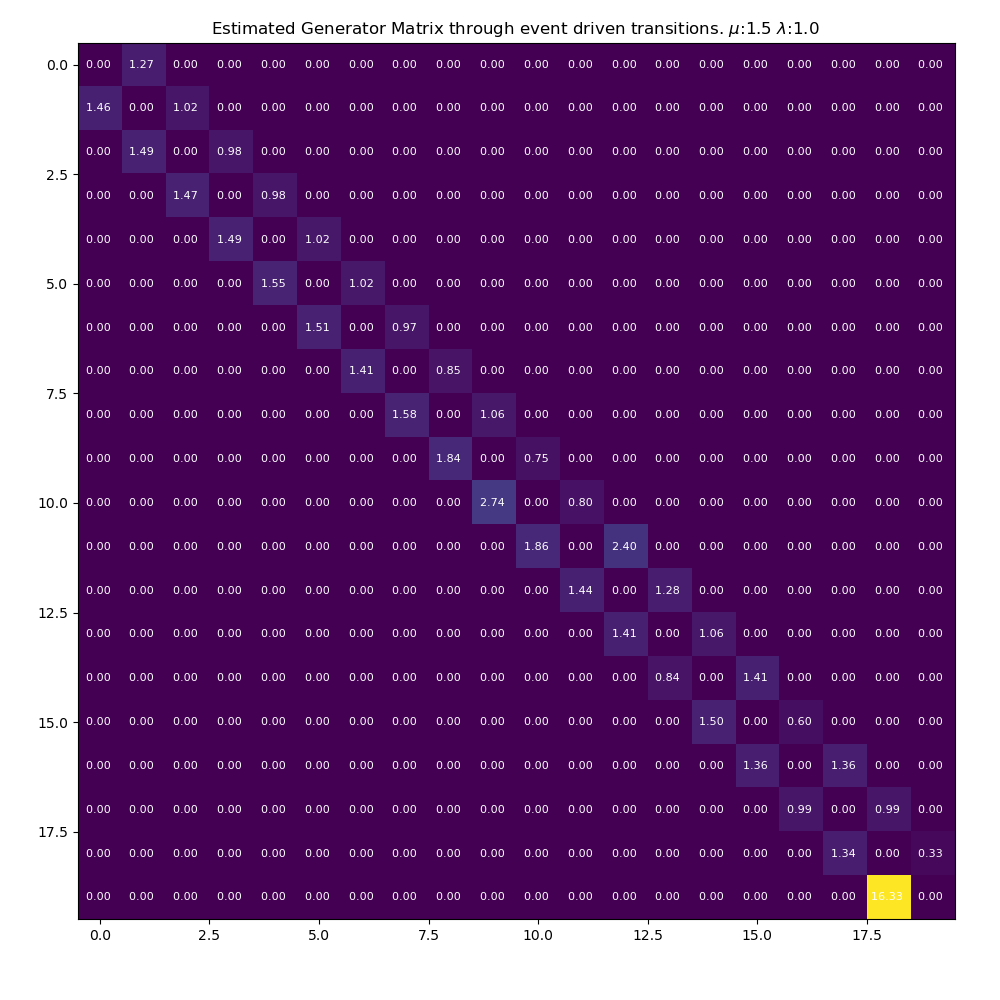 Estimated Generator Matrix through event driven transitions. μ:1.5 λ:1.0
0.0 0.00 1.27 0.00 0.00 0.00 0.00 0.00 0.00 0.00 0.00 0.00 0.00 0.00 0.00 0.00 0.00 0.00 0.00 0.00 0.00
1.46 0.00 1.02 0.00 0.00 0.00 0.00 0.00 0.00 0.00 0.00 0.00 0.00 0.00 0.00 0.00 0.00 0.00 0.00 0.00
0.00 1.49 0.00 0.98 0.00 0.00 0.00 0.00 0.00 0.00 0.00 0.00 0.00 0.00 0.00 0.00 0.00 0.00 0.00 0.00
2.5
0.00 0.00 1.47 0.00 0.98 0.00 0.00 0.00 0.00 0.00 0.00 0.00 0.00 0.00 0.00 0.00 0.00 0.00 0.00 0.00
0.00 0.00 0.00 1.49 0.00 1.02 0.00 0.00 0.00 0.00 0.00 0.00 0.00 0.00 0.00 0.00 0.00 0.00 0.00 0.00
5.0 0.00 0.00 0.00 0.00 1.55 0.00 1.02 0.00 0.00 0.00 0.00 0.00 0.00 0.00 0.00 0.00 0.00 0.00 0.00 0.00
0.00 0.00 0.00 0.00 0.00 1.51 0.00 0.97 0.00 0.00 0.00 0.00 0.00 0.00 0.00 0.00 0.00 0.00 0.00 0.00
0.00 0.00 0.00 0.00 0.00 0.00 1.41 0.00 0.85 0.00 0.00 0.00 0.00 0.00 0.00 0.00 0.00 0.00 0.00 0.00
7.5
0.00 0.00 0.00 0.00 0.00 0.00 0.00 1.58 0.00 1.06 0.00 0.00 0.00 0.00 0.00 0.00 0.00 0.00 0.00 0.00
0.00 0.00 0.00 0.00 0.00 0.00 0.00 0.00 1.84 0.00 0.75 0.00 0.00 0.00 0.00 0.00 0.00 0.00 0.00 0.00
10.0 0.00 0.00 0.00 0.00 0.00 0.00 0.00 0.00 0.00 2.74 0.00 0.80 0.00 0.00 0.00 0.00 0.00 0.00 0.00 0.00
0.00 0.00 0.00 0.00 0.00 0.00 0.00 0.00 0.00 0.00 1.86 0.00 2.40 0.00 0.00 0.00 0.00 0.00 0.00 0.00
0.00 0.00 0.00 0.00 0.00 0.00 0.00 0.00 0.00 0.00 0.00 1.44 0.00 1.28 0.00 0.00 0.00 0.00 0.00 0.00
12.5
0.00 0.00 0.00 0.00 0.00 0.00 0.00 0.00 0.00 0.00 0.00 0.00 1.41 0.00 1.06 0.00 0.00 0.00 0.00 0.00
0.00 0.00 0.00 0.00 0.00 0.00 0.00 0.00 0.00 0.00 0.00 0.00 0.00 0.84 0.00 1.41 0.00 0.00 0.00 0.00
15.0 0.00 0.00 0.00 0.00 0.00 0.00 0.00 0.00 0.00 0.00 0.00 0.00 0.00 0.00 1.50 0.00 0.60 0.00 0.00 0.00
0.00 0.00 0.00 0.00 0.00 0.00 0.00 0.00 0.00 0.00 0.00 0.00 0.00 0.00 0.00 1.36 0.00 1.36 0.00 0.00
0.00 0.00 0.00 0.00 0.00 0.00 0.00 0.00 0.00 0.00 0.00 0.00 0.00 0.00 0.00 0.00 0.99 0.00 0.99 0.00
17.5
0.00 0.00 0.00 0.00 0.00 0.00 0.00 0.00 0.00 0.00 0.00 0.00 0.00 0.00 0.00 0.00 0.00 1.34 0.00 0.33
0.00 0.00 0.00 0.00 0.00 0.00 0.00 0.00 0.00 0.00 0.00 0.00 0.00 0.00 0.00 0.00 0.00 0.00 16.33 0.00
0.0 2.5 5.0 7.5 10.0 12.5 15.0 17.5